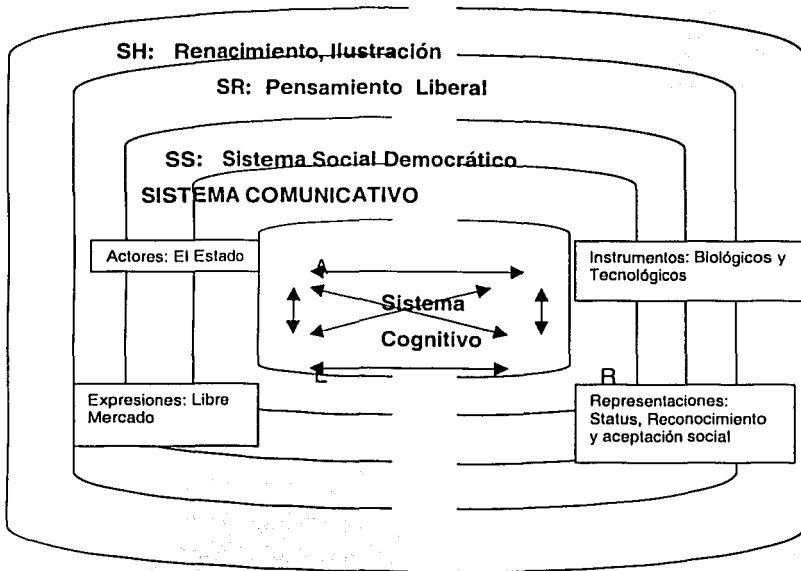 SH: Renacimiento, Ilustración
SR: Pensamiento Liberal
SS: Sistema Social Democrático
SISTEMA COMUNICATIVO
Actores: El Estado
Instrumentos: Biológicos y
Tecnológicos
A
Sistema
Cognitivo
E
R
Expresiones: Libre
Mercado
Representaciones:
Status, Reconocimiento
y aceptación social